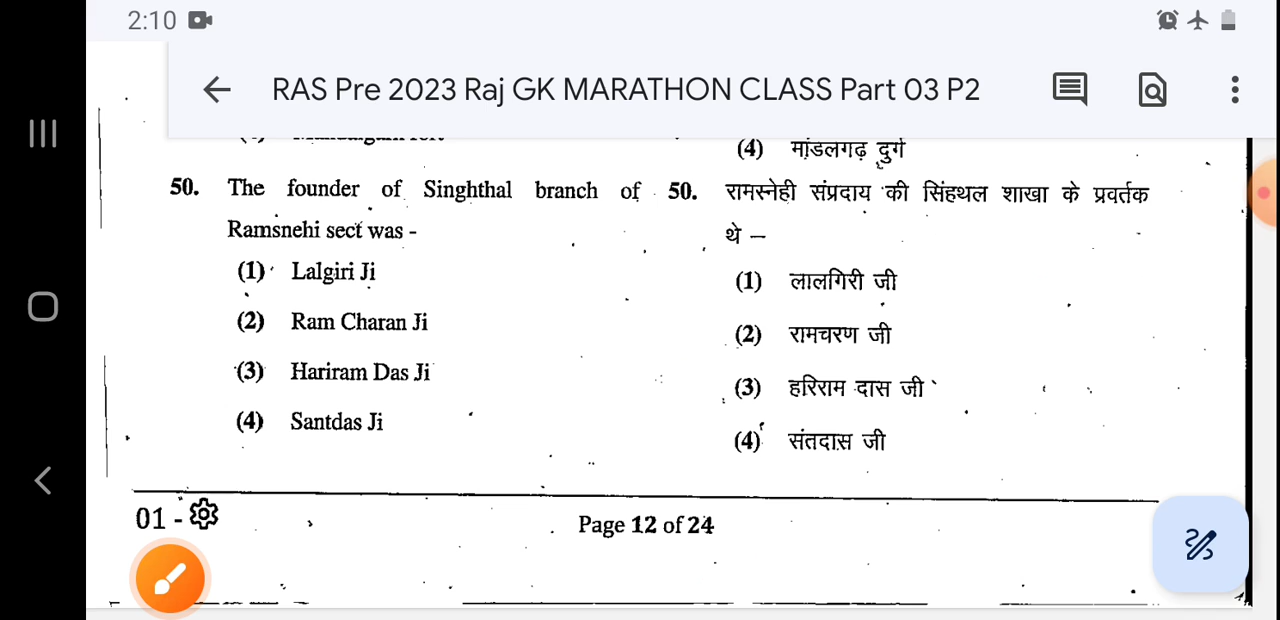 2:10
RAS Pre 2023 Raj GK MARATHON CLASS Part 03 P2
(4) मांडलगढ़ दुर्ग
50. The founder of Singhthal branch of
Ramsnehi sect was -
(1) Lalgiri Ji
(2) Ram Charan Ji
(3) Hariram Das Ji
(4) Santdas Ji
50. रामस्नेही संप्रदाय की सिंहथल शाखा के प्रवर्तक
थे –
(1) लालगिरी जी
(2) रामचरण जी
(3) हरिराम दास जी
(4) संतदास जी
01 -
Page 12 of 24